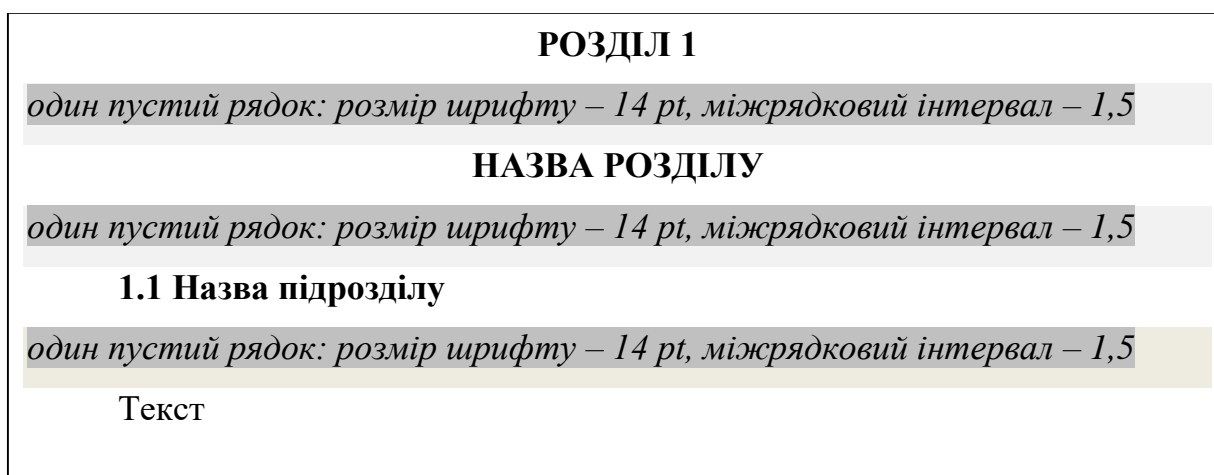 РОЗДІЛ 1
один пустий рядок: розмір шрифту – 14 pt, міжрядковий інтервал – 1,5
НАЗВА РОЗДІЛУ
один пустий рядок: розмір шрифту – 14 pt, міжрядковий інтервал – 1,5
1.1 Назва підрозділу
один пустий рядок: розмір шрифту – 14 pt, міжрядковий інтервал – 1,5
Текст